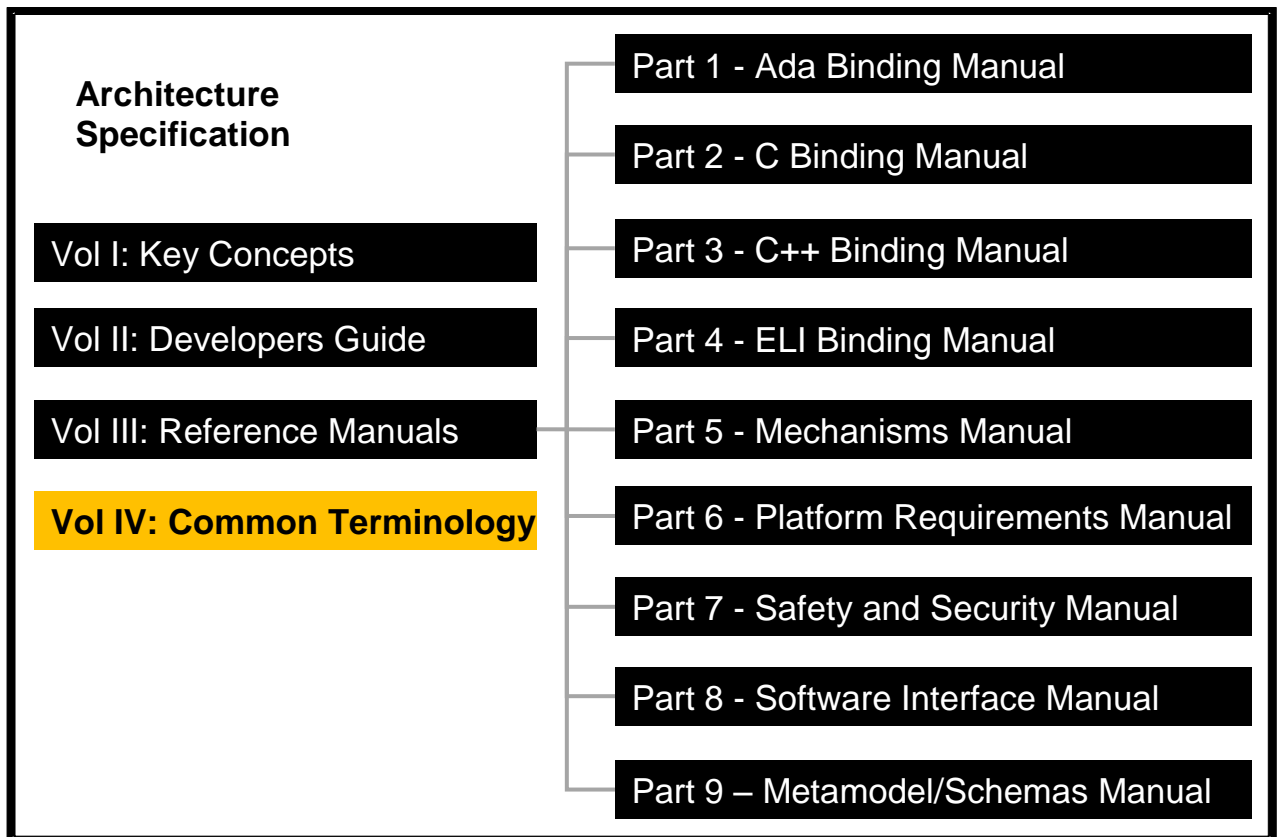 Architecture
Specification
Vol I: Key Concepts
Vol II: Developers Guide
Vol III: Reference Manuals
Vol IV: Common Terminology
Part 1 - Ada Binding Manual
Part 2 - C Binding Manual
Part 3 - C++ Binding Manual
Part 4 - ELI Binding Manual
Part 5 - Mechanisms Manual
Part 6 - Platform Requirements Manual
Part 7 - Safety and Security Manual
Part 8 - Software Interface Manual
Part 9 – Metamodel/Schemas Manual